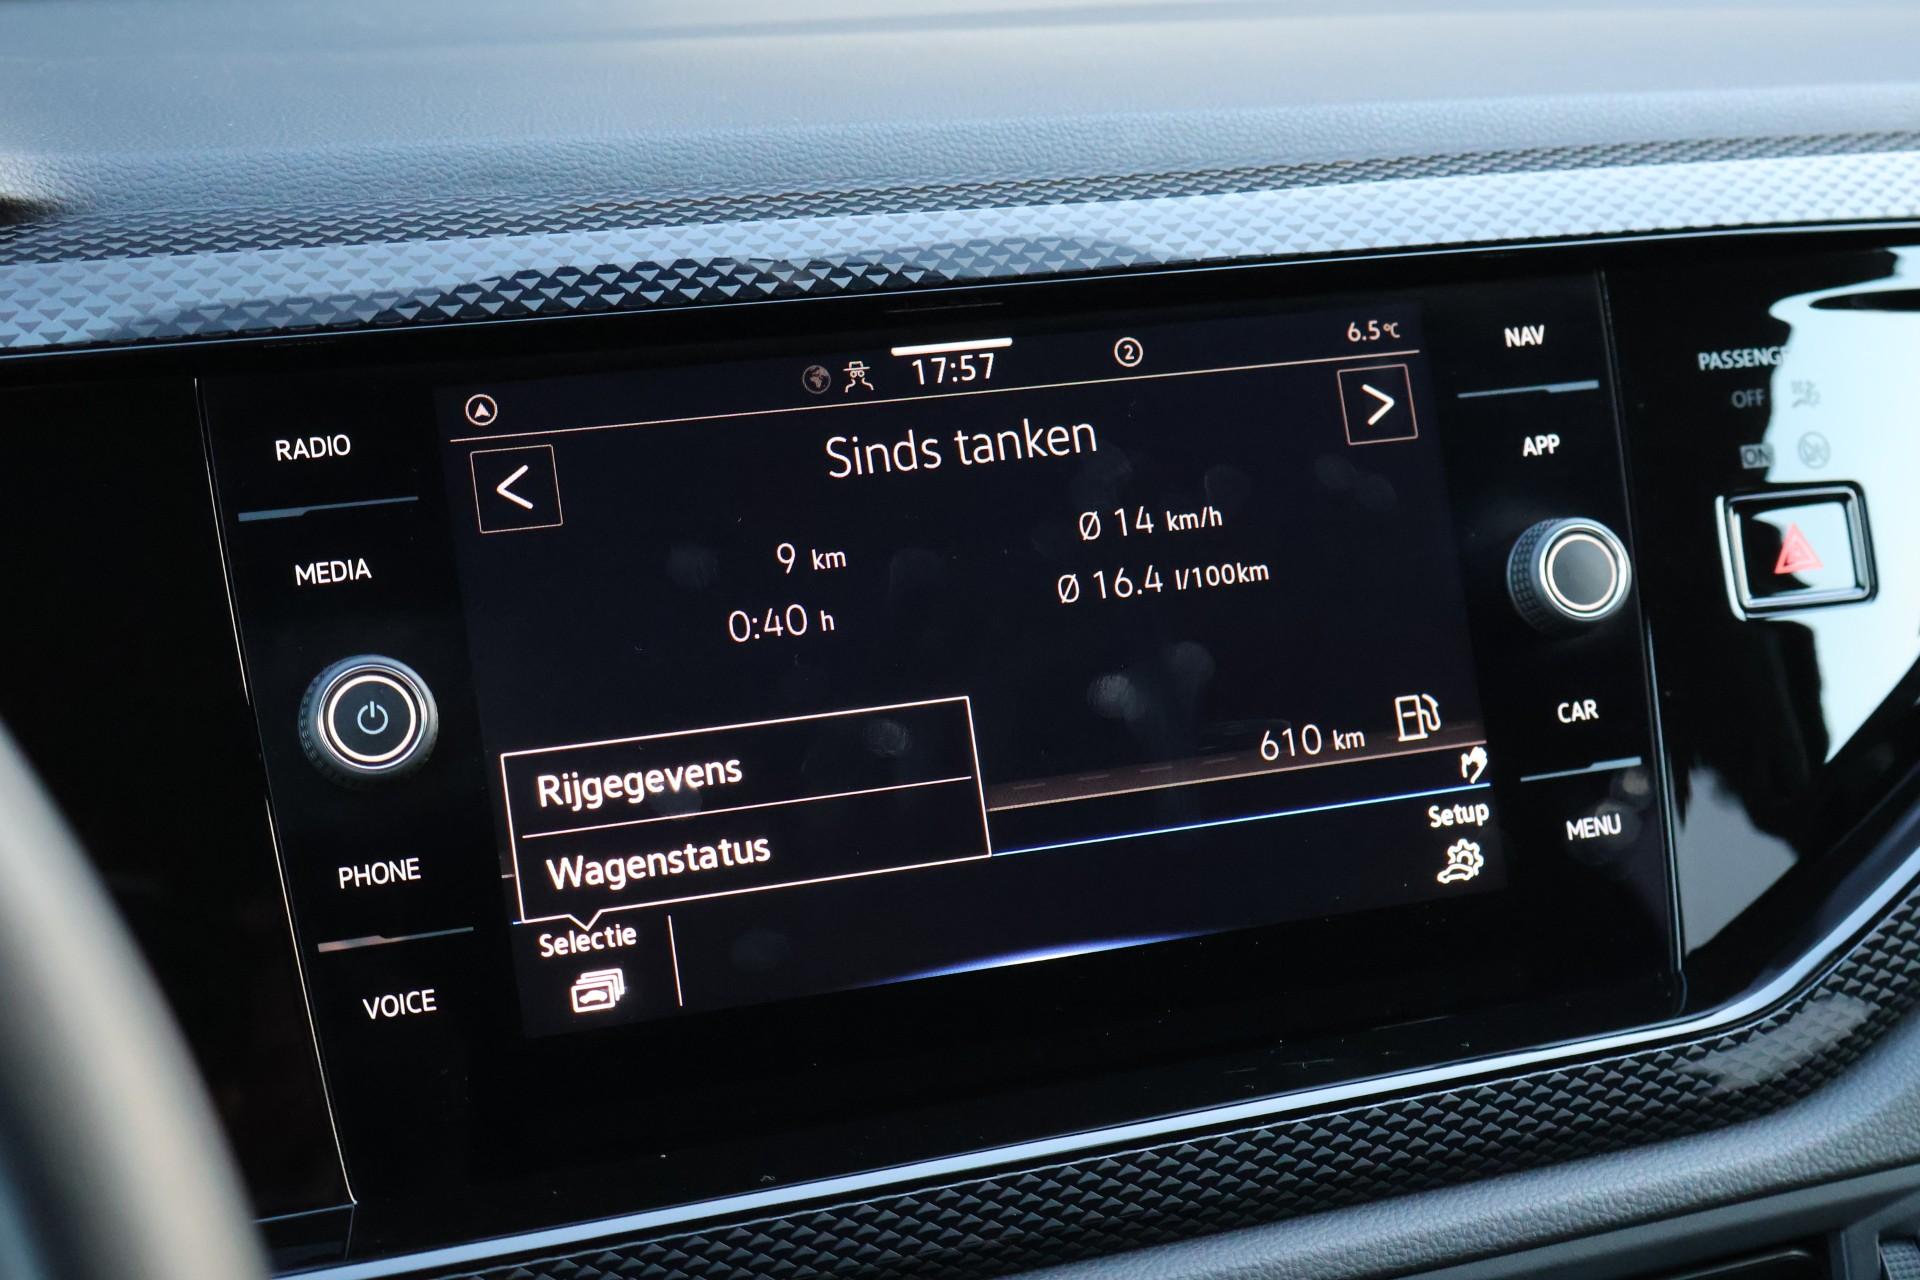 17:57
2
6.5°C
Sinds tanken
<
>
9 km
Ø 14 km/h
0:40 h
Ø 16.4 l/100km
610 km
Rijgegevens
Wagenstatus
Selectie
Setup
RADIO
MEDIA
PHONE
VOICE
NAV
APP
CAR
MENU
OFF
ON